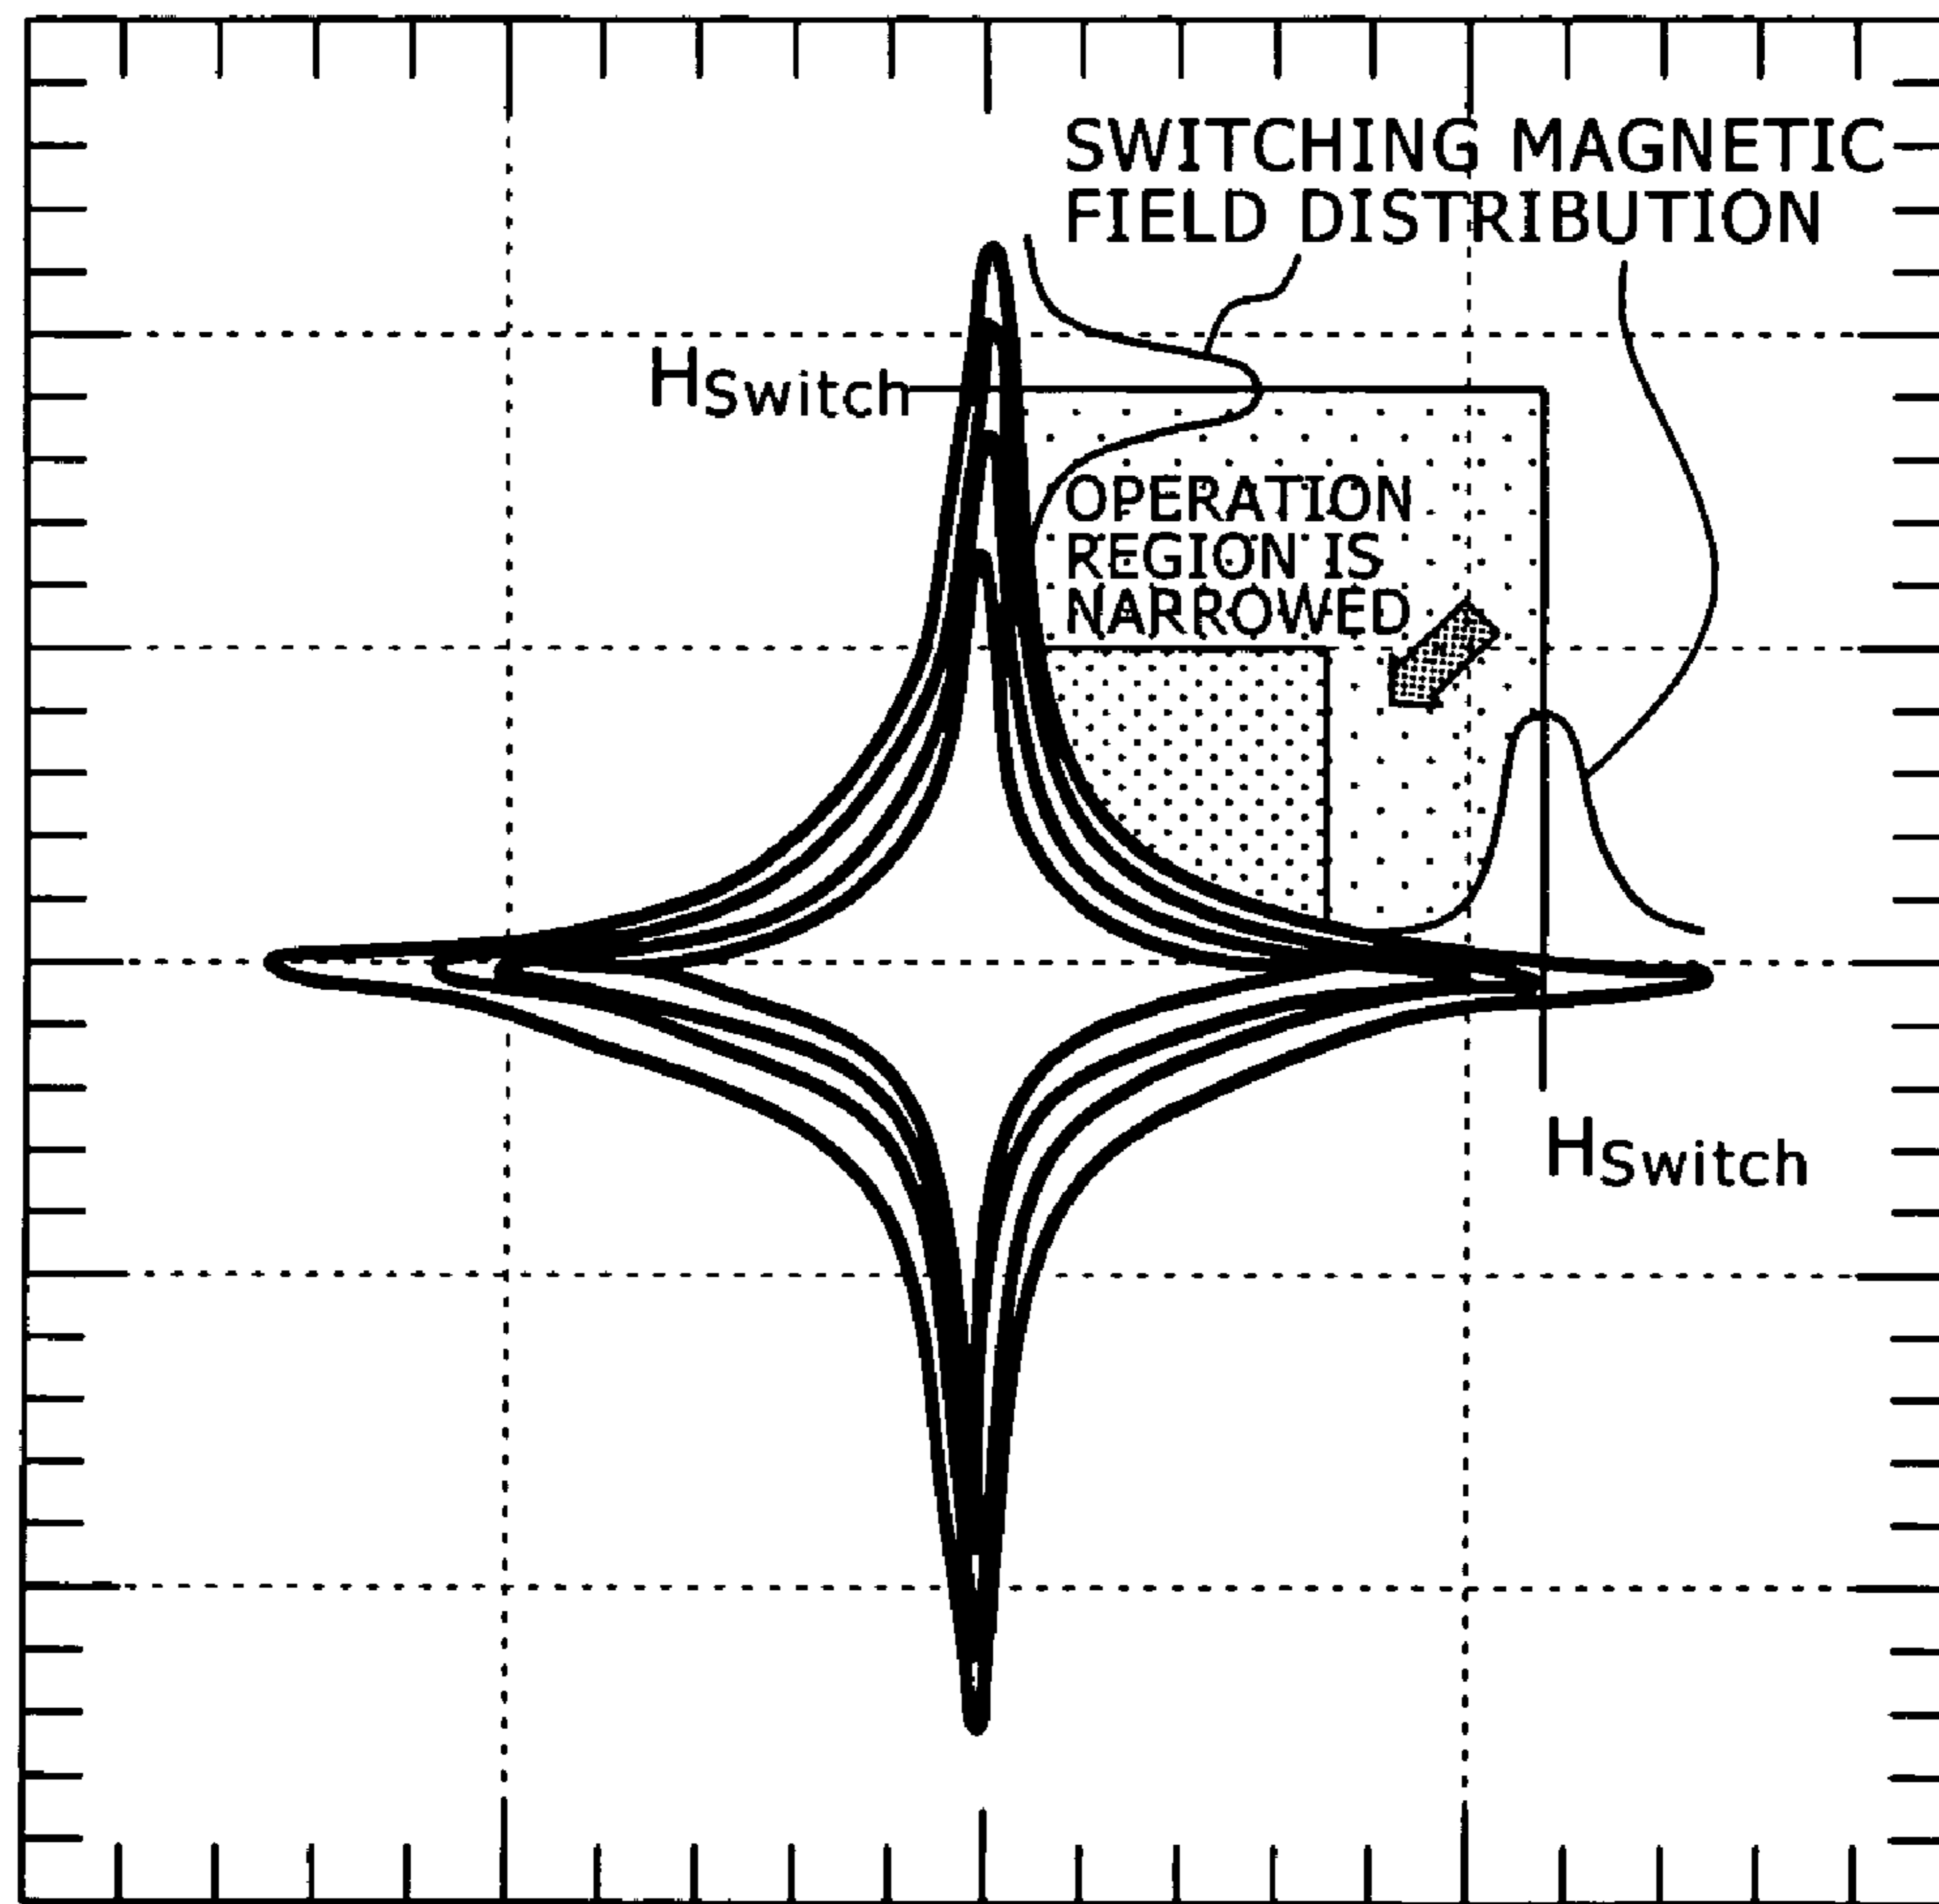 SWITCHING MAGNETIC
FIELD DISTRIBUTION
HSwitch
OPERATION
REGION IS
NARROWED
HSwitch